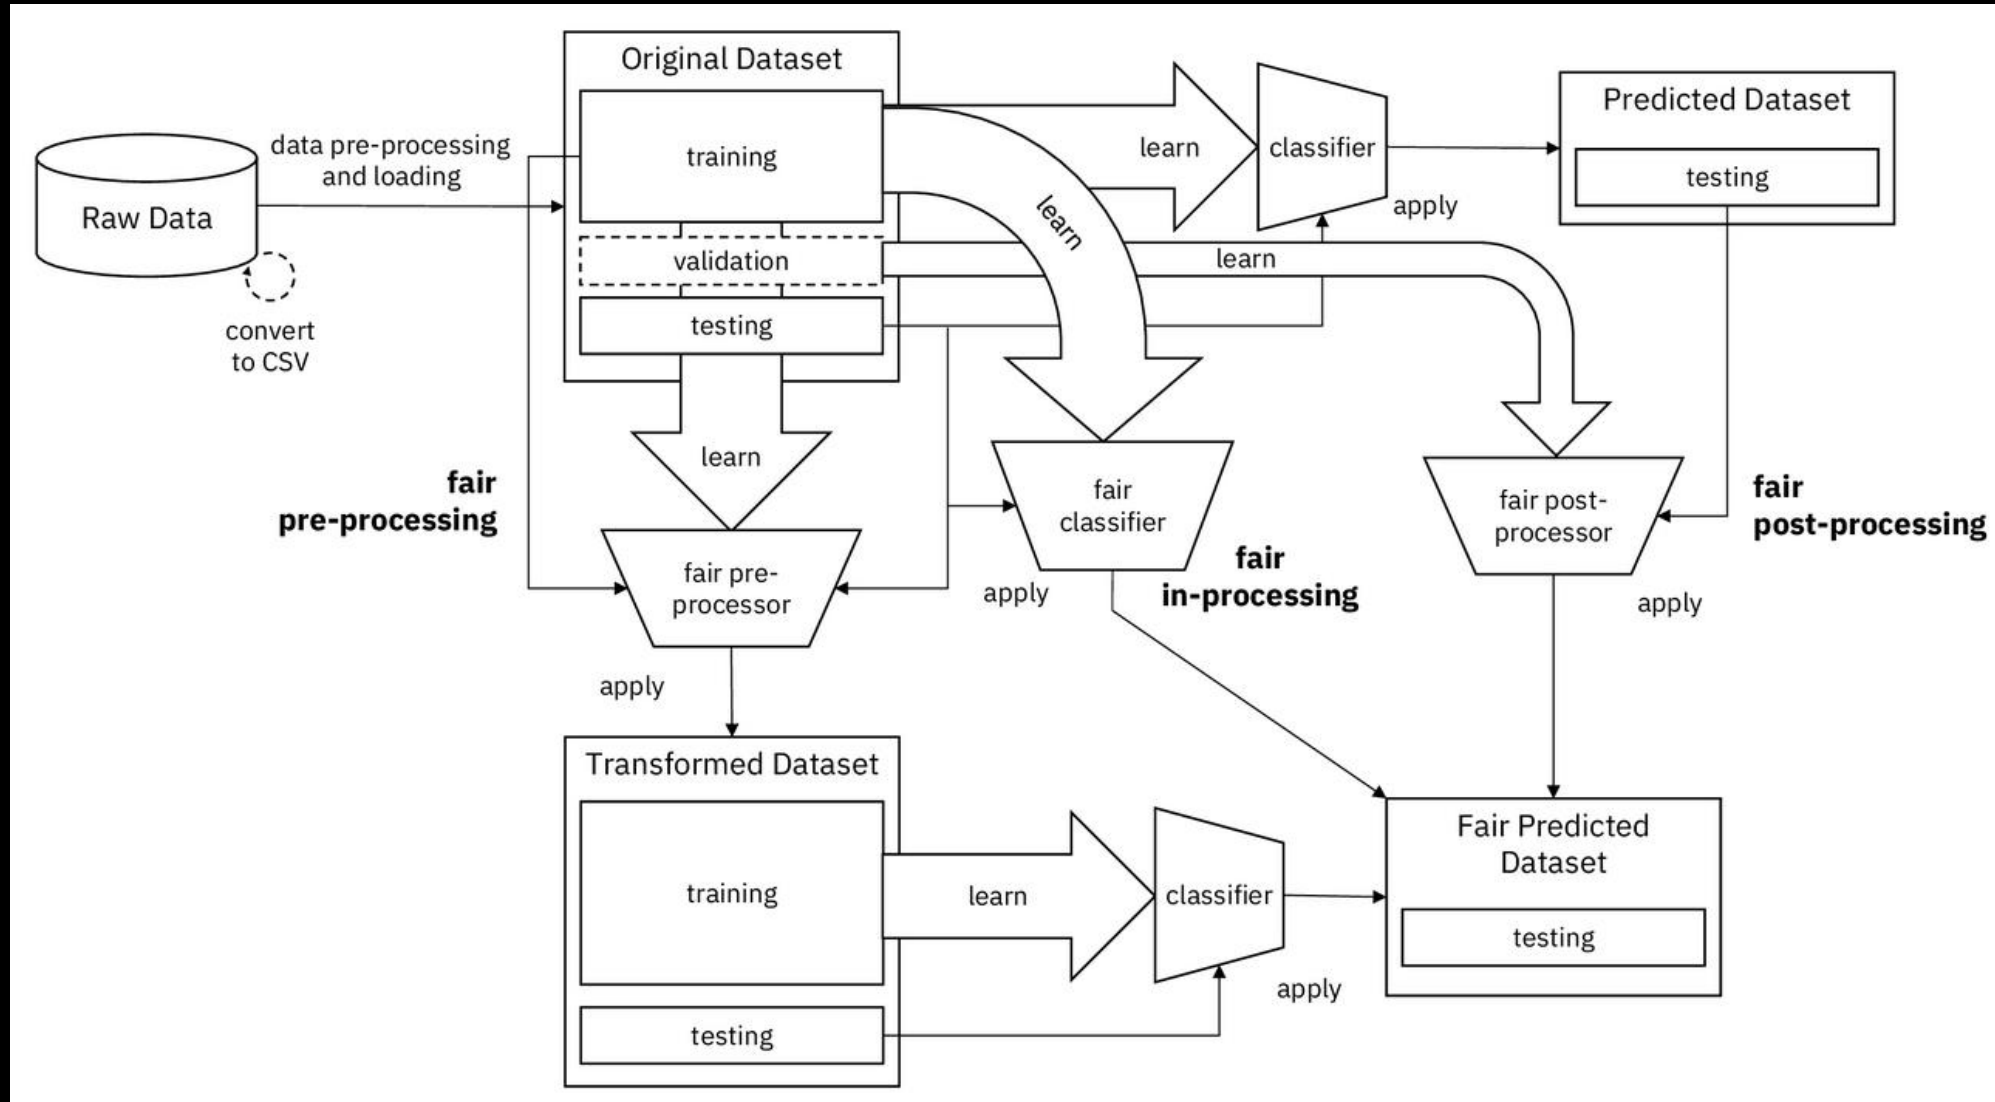 Original Dataset
training
validation
testing
Raw Data
data pre-processing
and loading
convert
to CSV
learn
classifier
apply
Predicted Dataset
testing
learn
learn
learn
fair
pre-processing
fair pre-
processor
apply
fair
classifier
apply
fair
in-processing
fair post-
processor
apply
fair
post-processing
Transformed Dataset
training
testing
learn
classifier
apply
Fair Predicted
Dataset
testing